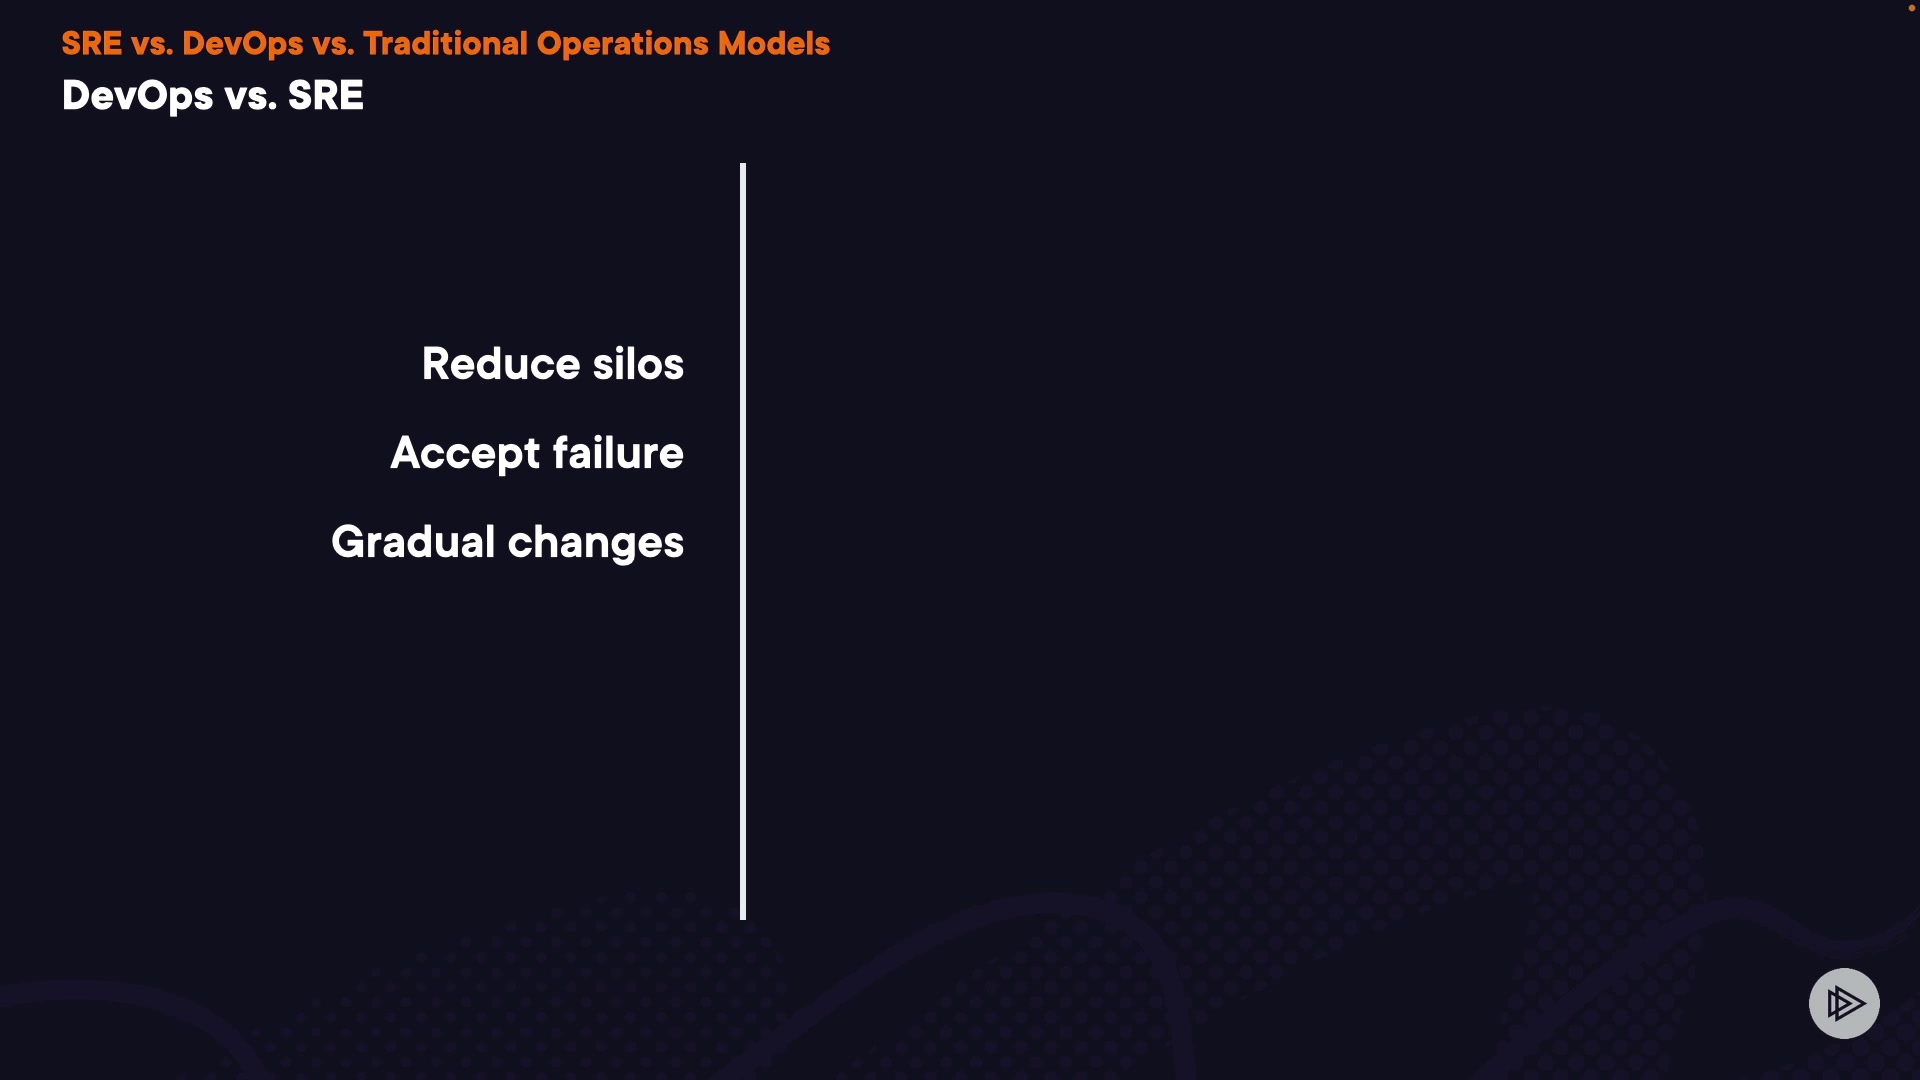 SRE vs. DevOps vs. Traditional Operations Models
DevOps vs. SRE
Reduce silos
Accept failure
Gradual changes